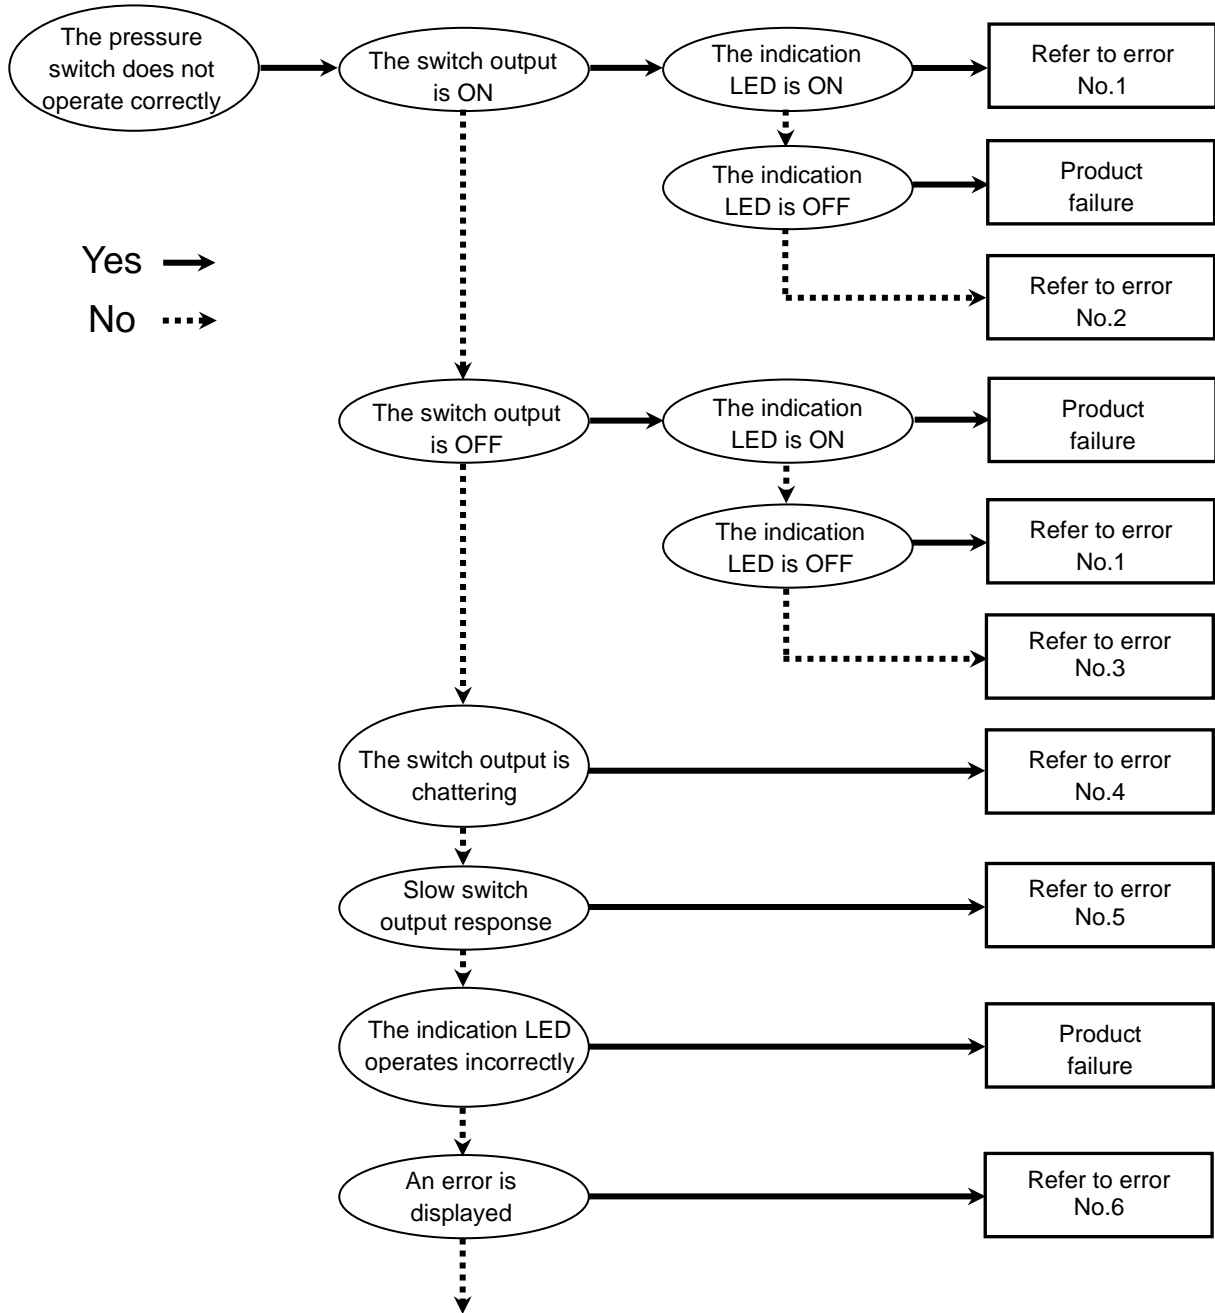 The pressure
switch does not
operate correctly
The switch output
is ON
The indication
LED is ON
Refer to error
No.1
The indication
LED is OFF
Product
failure
Yes
No
Refer to error
No.2
The switch output
is OFF
The indication
LED is ON
Product
failure
The indication
LED is OFF
Refer to error
No.1
Refer to error
No.3
The switch output is
chattering
Refer to error
No.4
Slow switch
output response
Refer to error
No.5
The indication LED
operates incorrectly
Product
failure
An error is
displayed
Refer to error
No.6